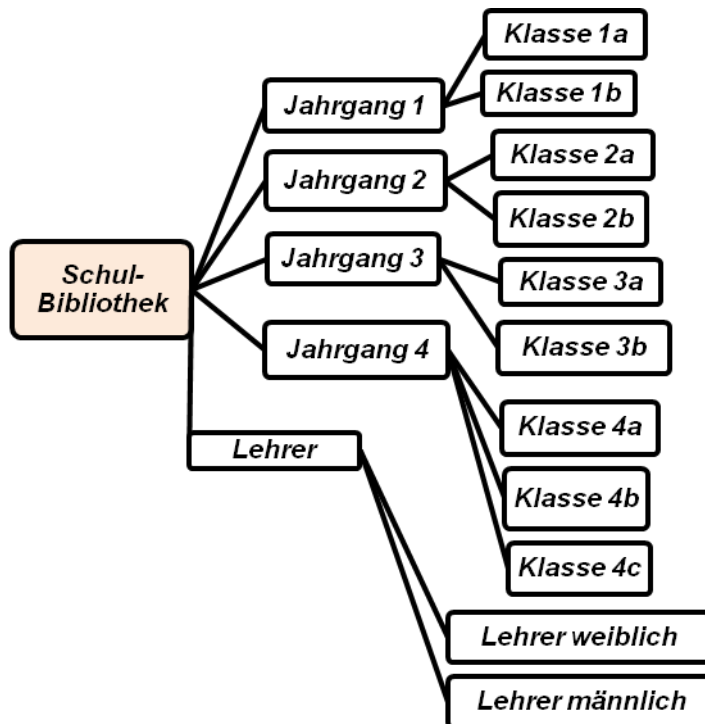 Schul-
Bibliothek
Jahrgang 1
Klasse 1a
Klasse 1b
Jahrgang 2
Klasse 2a
Klasse 2b
Jahrgang 3
Klasse 3a
Klasse 3b
Jahrgang 4
Klasse 4a
Klasse 4b
Klasse 4c
Lehrer
Lehrer weiblich
Lehrer männlich